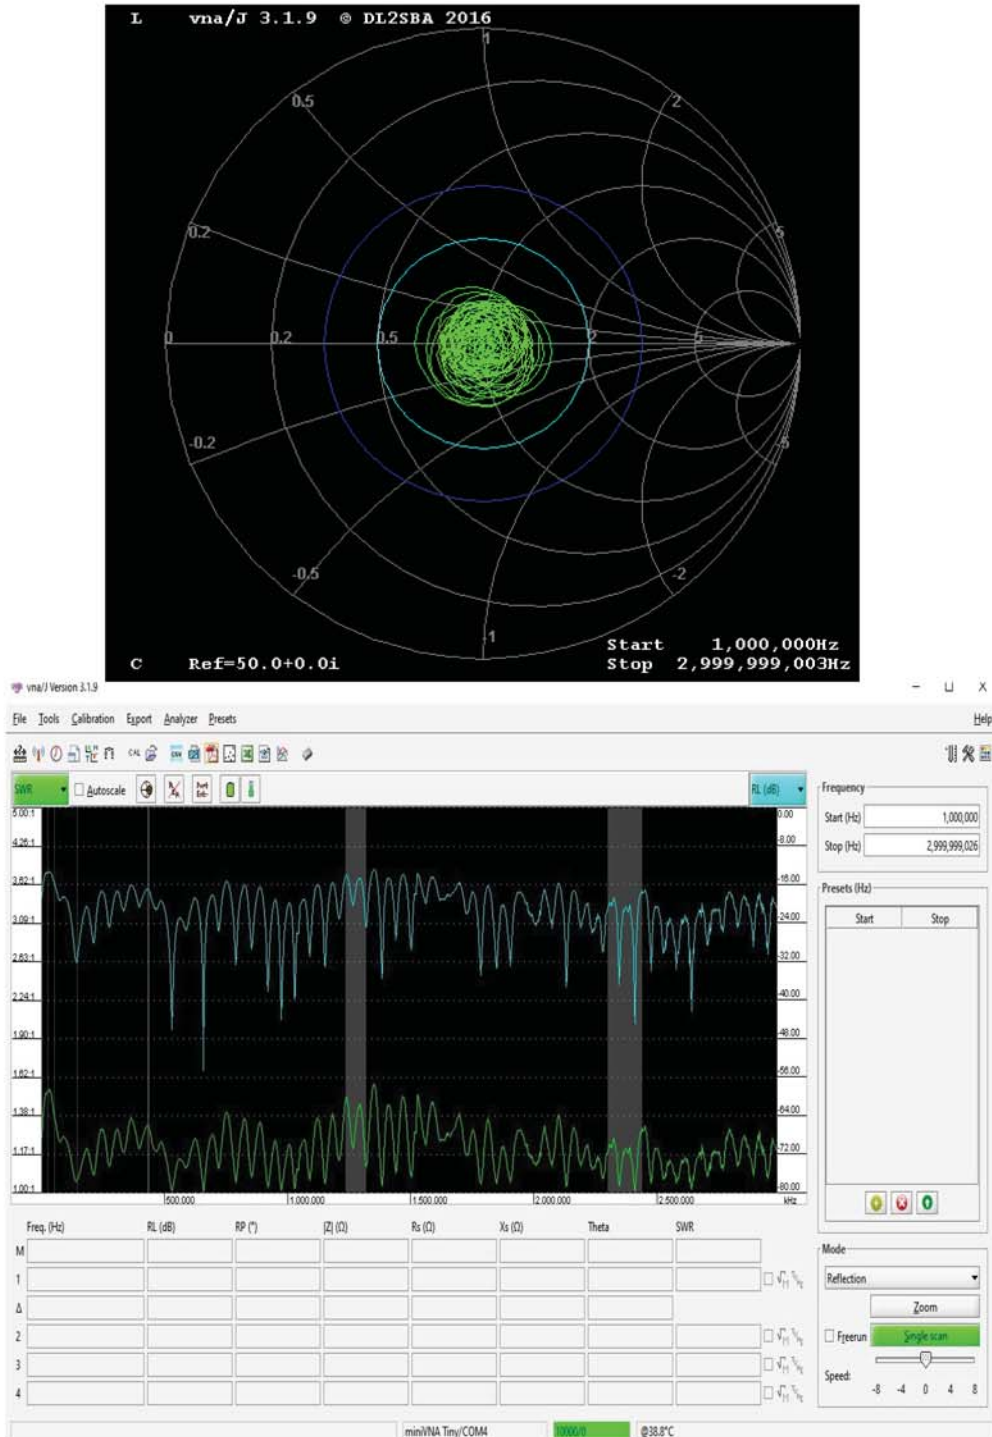 L vna/J 3.1.9 © DL2SBA 2016
1
0.5 2
0.2 5
0 0.2 0.5 2 5
-0.2 -5
-0.5 -2
-1
Start 1,000,000Hz
C Ref=50.0+0.0i Stop 2,999,999,003Hz
vna/J Version 3.1.9
File Tools Calibration Export Analyzer Presets Help
CAL
SWR Autoscale RL (dB)
5.00:1 0.00
4.26:1 -8.00
3.62:1 -16.00
3.09:1 -24.00
2.63:1 -32.00
2.24:1 -40.00
1.90:1 -48.00
1.62:1 -56.00
1.38:1 -64.00
1.17:1 -72.00
1.00:1 -80.00
500.000 1.000.000 1.500.000 2.000.000 2.500.000 kHz
Frequency
Start (Hz) 1,000,000
Stop (Hz) 2,999,999,026
Presets (Hz)
Start Stop
Freq. (Hz) RL (dB) RP (°) |Z| (Ω) Rs (Ω) Xs (Ω) Theta SWR
M
1
Δ
2
3
4
Mode
Reflection
Zoom
Freerun Single scan
Speed:
-8 -4 0 4 8
miniVNA Tiny/COM4 10000/0 @38.8°C